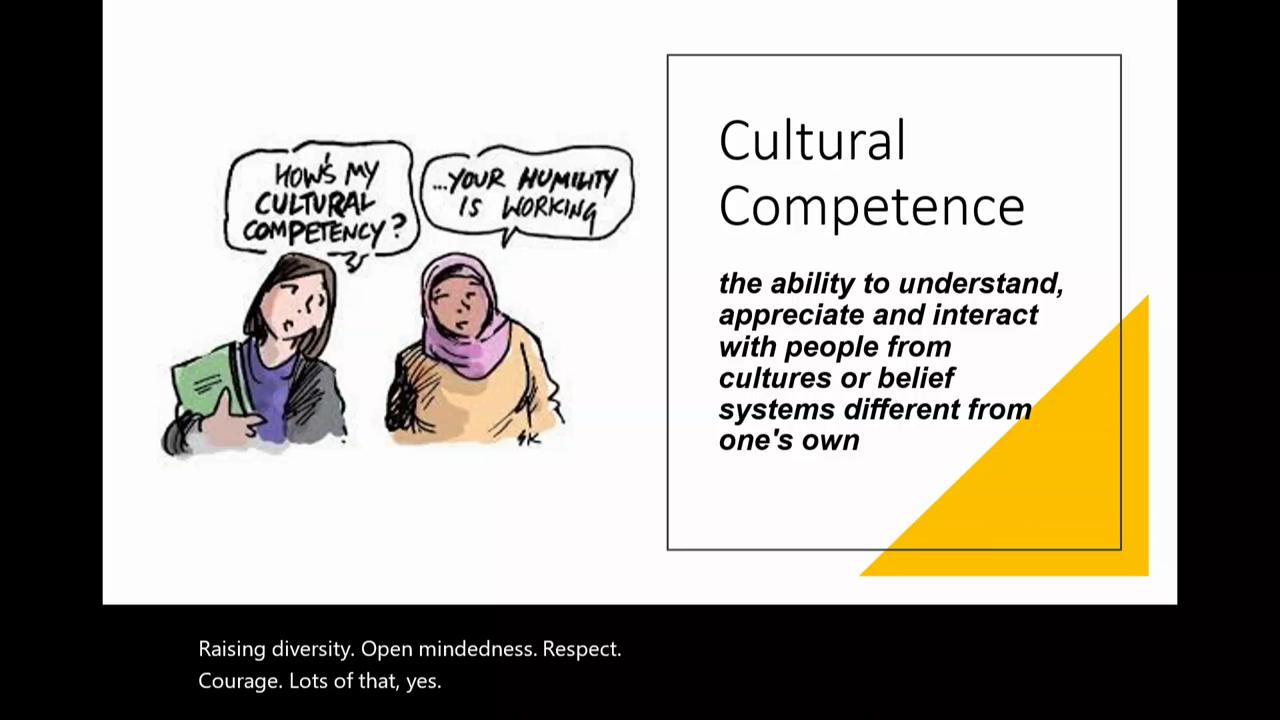 HOW'S MY
CULTURAL
COMPETENCY?
...YOUR HUMILITY
IS WORKING
SK
Cultural
Competence
the ability to understand,
appreciate and interact
with people from
cultures or belief
systems different from
one's own
Raising diversity. Open mindedness. Respect.
Courage. Lots of that, yes.